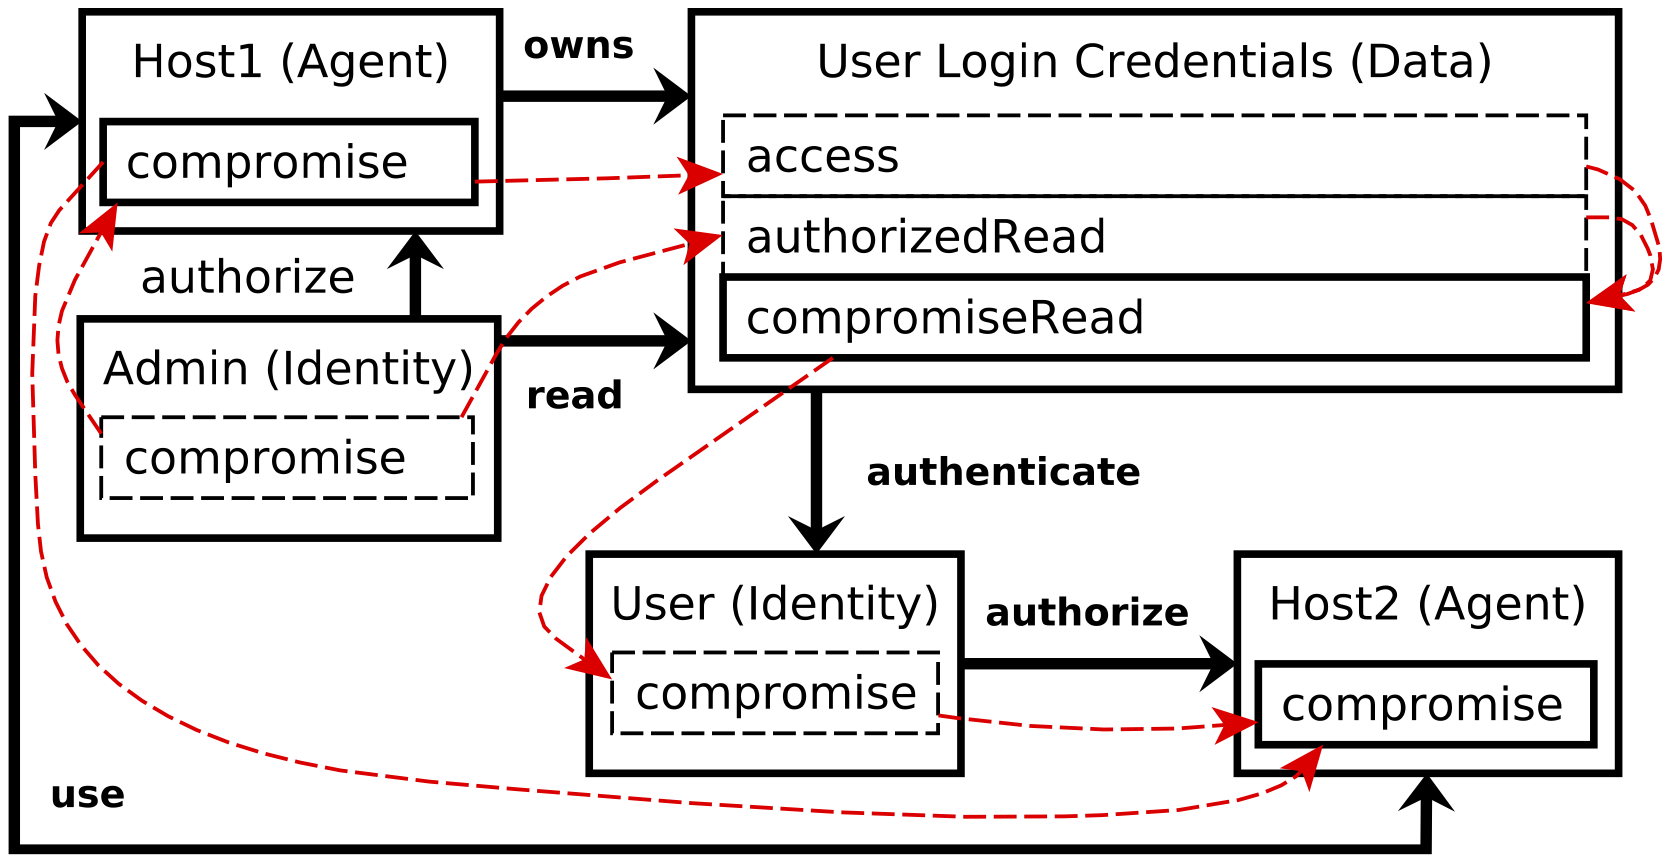 Host1 (Agent)
owns
User Login Credentials (Data)
compromise
access
authorizedRead
authorize
compromiseRead
Admin (Identity)
read
compromise
authenticate
User (Identity)
authorize
Host2 (Agent)
compromise
compromise
use